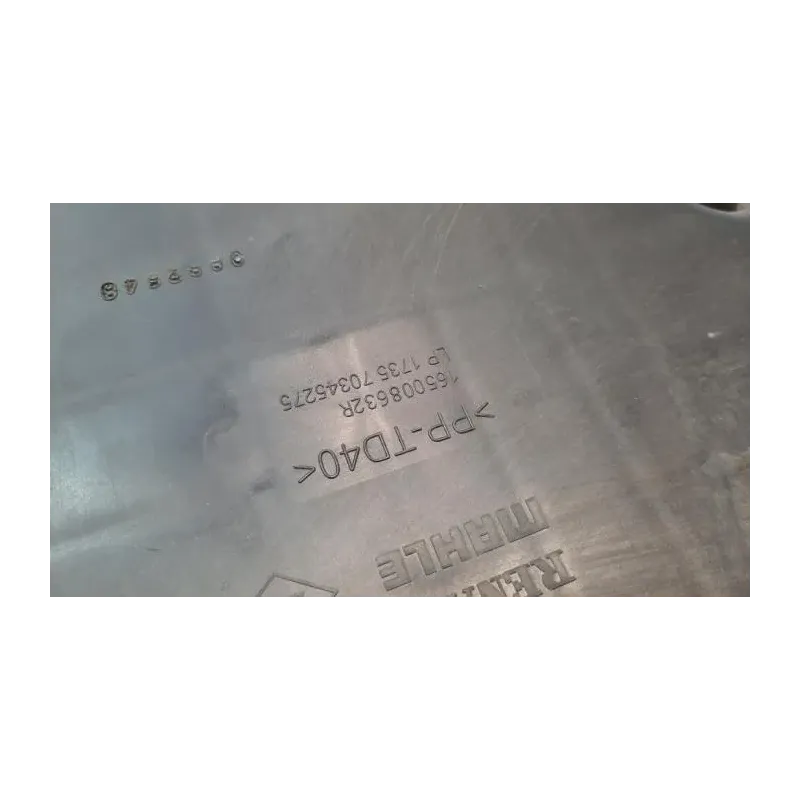 MAHLE
>PP-TD40<
165008632R
LP 1735 70345275